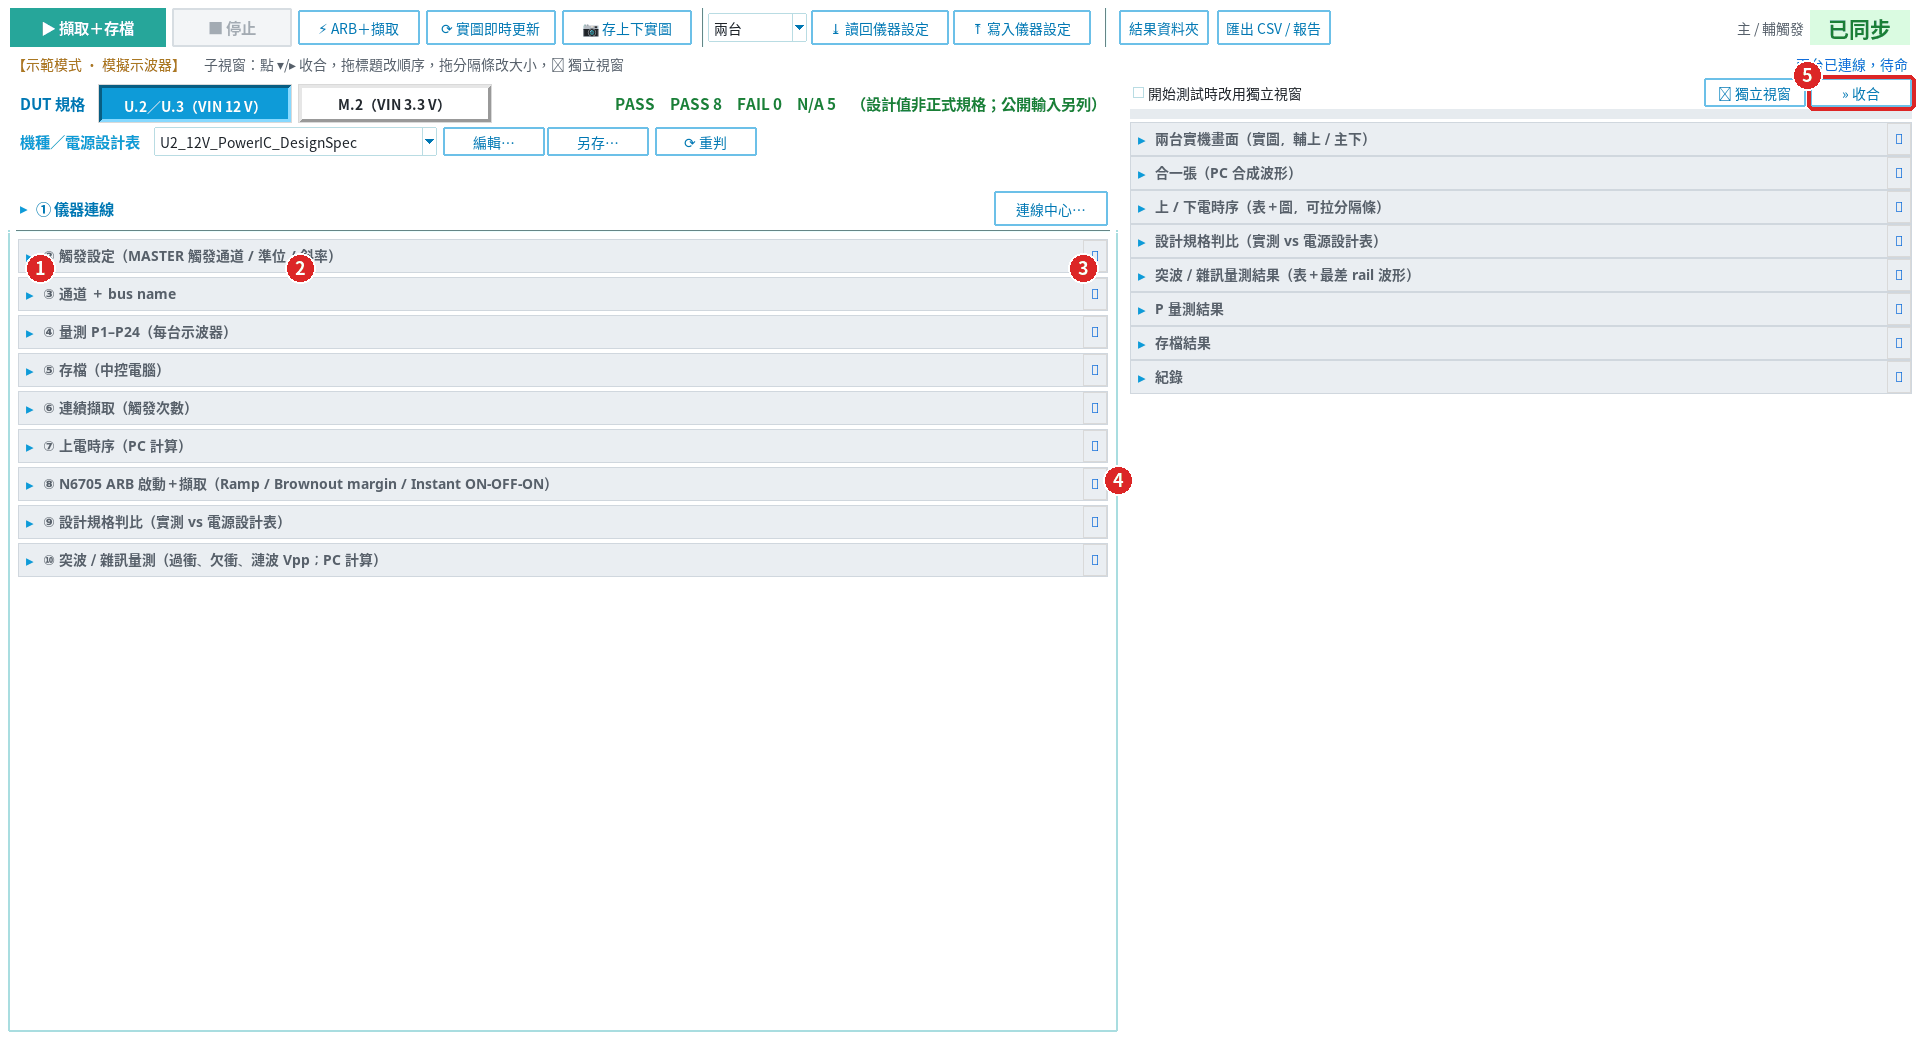 ▶ 擷取＋存檔 ■ 停止 ⚡ ARB＋擷取 ⟳ 實圖即時更新 📷 存上下實圖 兩台 ⤓ 讀回儀器設定 ⤒ 寫入儀器設定 結果資料夾 匯出 CSV / 報告 主 / 輔觸發 已同步
【示範模式 ・ 模擬示波器】 子視窗：點 ▾/▸ 收合，拖標題改順序，拖分隔條改大小， 獨立視窗 台已連線，待命
DUT 規格 U.2／U.3（VIN 12 V） M.2（VIN 3.3 V） PASS PASS 8 FAIL 0 N/A 5 （設計值非正式規格；公開輸入另列）
開始測試時改用獨立視窗 獨立視窗 » 收合 5
機種／電源設計表 U2_12V_PowerIC_DesignSpec 編輯⋯ 另存⋯ ⟳ 重判
▸ ① 儀器連線 連線中心⋯
▸ 觸發設定（MASTER 觸發通道 / 準位 / 斜率）
1 2 3
▸ ③ 通道 ＋ bus name
▸ ④ 量測 P1–P24（每台示波器）
▸ ⑤ 存檔（中控電腦）
▸ ⑥ 連續擷取（觸發次數）
▸ ⑦ 上電時序（PC 計算）
▸ ⑧ N6705 ARB 啟動＋擷取（Ramp / Brownout margin / Instant ON-OFF-ON） 4
▸ ⑨ 設計規格判比（實測 vs 電源設計表）
▸ ⑩ 突波 / 雜訊量測（過衝、欠衝、漣波 Vpp；PC 計算）
▸ 兩台實機畫面（實圖，輔上 / 主下）
▸ 合一張（PC 合成波形）
▸ 上 / 下電時序（表＋圖，可拉分隔條）
▸ 設計規格判比（實測 vs 電源設計表）
▸ 突波 / 雜訊量測結果（表＋最差 rail 波形）
▸ P 量測結果
▸ 存檔結果
▸ 紀錄